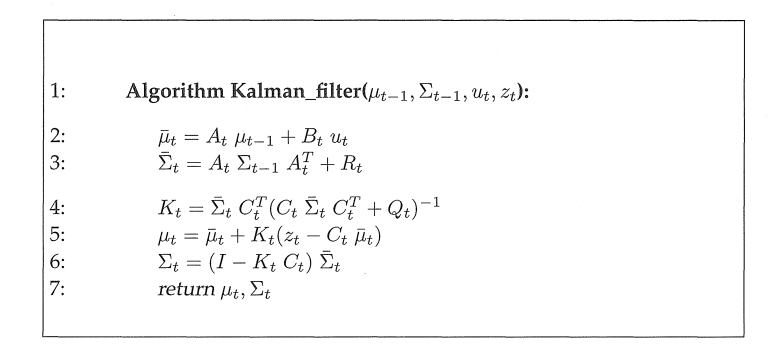 1: Algorithm Kalman_filter(μ_{t−1}, Σ_{t−1}, u_t, z_t):
2: μ̄_t = A_t μ_{t−1} + B_t u_t
3: Σ̄_t = A_t Σ_{t−1} A_t^T + R_t
4: K_t = Σ̄_t C_t^T(C_t Σ̄_t C_t^T + Q_t)^{−1}
5: μ_t = μ̄_t + K_t(z_t − C_t μ̄_t)
6: Σ_t = (I − K_t C_t) Σ̄_t
7: return μ_t, Σ_t